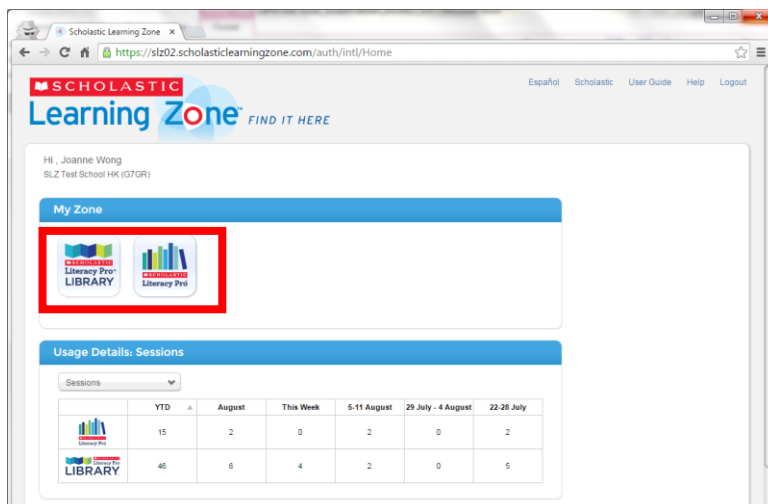 Scholastic Learning Zone
https://slz02.scholasticlearningzone.com/auth/intl/Home
Español Scholastic User Guide Help Logout
SCHOLASTIC
Learning Zone FIND IT HERE
Hi , Joanne Wong
SLZ Test School HK (G7GR)
My Zone
SCHOLASTIC
Literacy Pro
LIBRARY
SCHOLASTIC
Literacy Pro
Usage Details: Sessions
Sessions
YTD August This Week 5-11 August 29 July - 4 August 22-28 July
SCHOLASTIC
Literacy Pro
15 2 0 2 0 2
SCHOLASTIC
Literacy Pro
LIBRARY
46 6 4 2 0 5